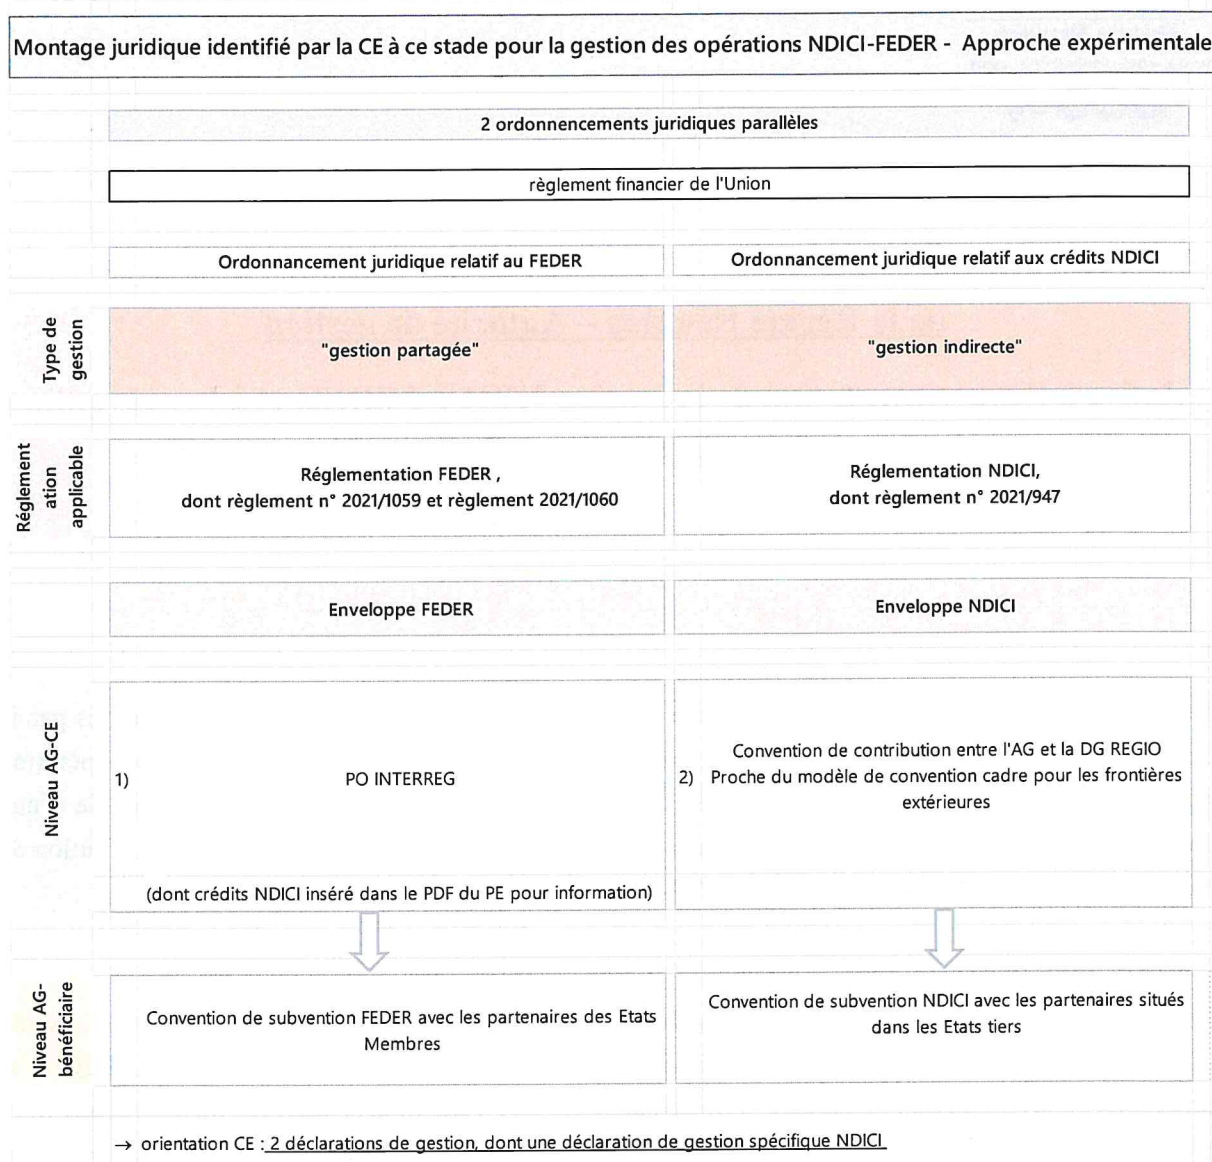 Montage juridique identifié par la CE à ce stade pour la gestion des opérations NDICI-FEDER - Approche expérimentale
2 ordonnencements juridiques parallèles
règlement financier de l'Union
Ordonnancement juridique relatif au FEDER
Ordonnancement juridique relatif aux crédits NDICI
Type de
gestion
"gestion partagée"
"gestion indirecte"
Réglement
ation
applicable
Réglementation FEDER ,
dont règlement n° 2021/1059 et règlement 2021/1060
Réglementation NDICI,
dont règlement n° 2021/947
Enveloppe FEDER
Enveloppe NDICI
Niveau AG-CE
1) PO INTERREG
(dont crédits NDICI inséré dans le PDF du PE pour information)
Convention de contribution entre l'AG et la DG REGIO
2) Proche du modèle de convention cadre pour les frontières
extérieures
Niveau AG-
bénéficiaire
Convention de subvention FEDER avec les partenaires des Etats
Membres
Convention de subvention NDICI avec les partenaires situés
dans les Etats tiers
→ orientation CE : 2 déclarations de gestion, dont une déclaration de gestion spécifique NDICI